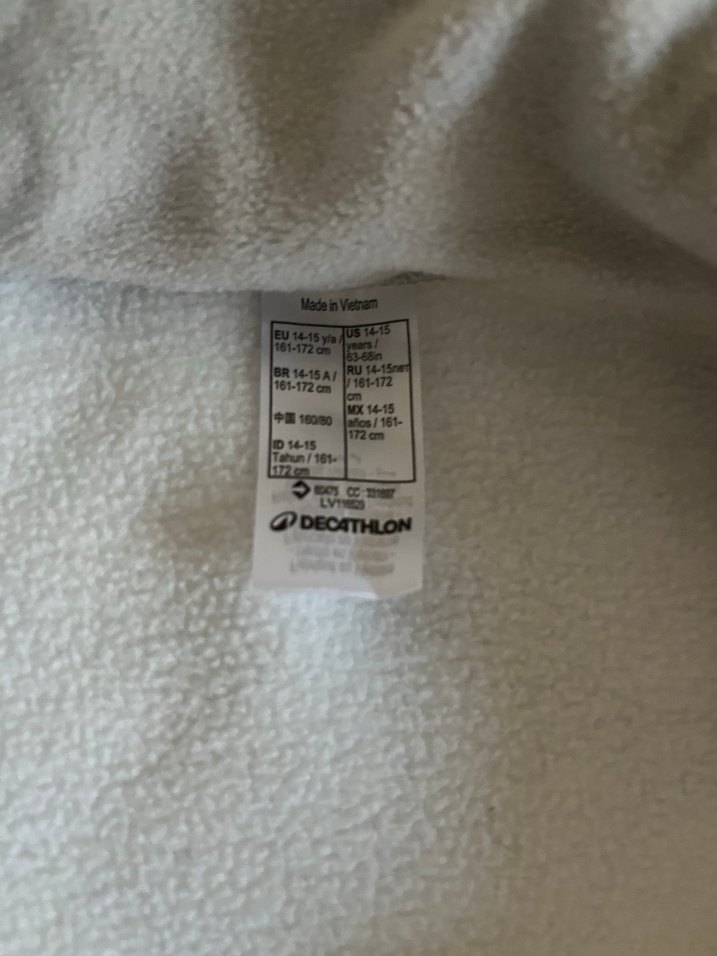 Made in Vietnam
EU 14-15 y/a /
161-172 cm
BR 14-15 A /
161-172 cm
中国 160/80
ID 14-15
Tahun / 161-
172 cm
US 14-15
years /
63-68in
RU 14-15лет
/ 161-172
cm
MX 14-15
años / 161-
172 cm
CC:
DECATHLON